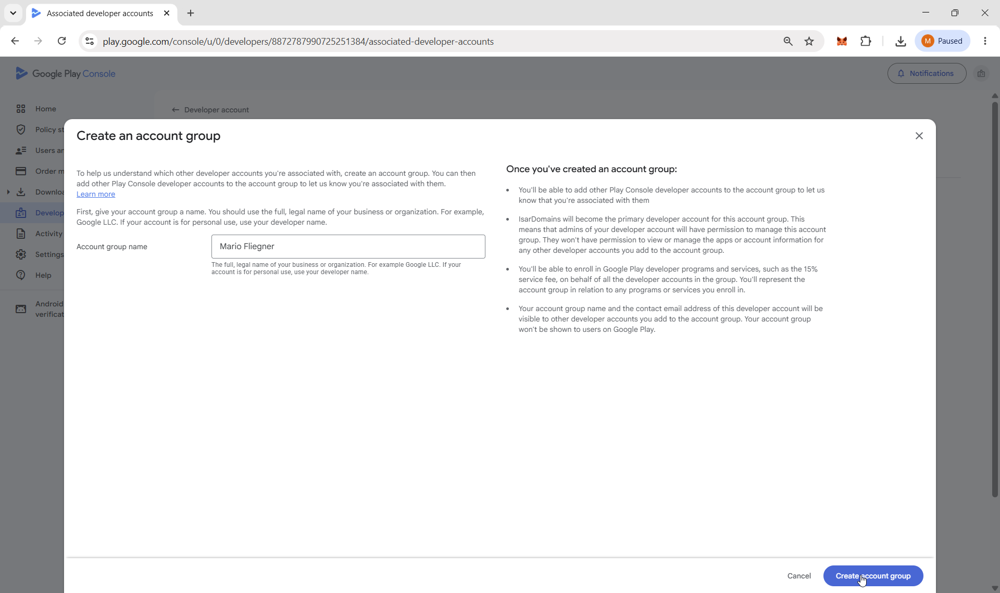 Associated developer accounts
play.google.com/console/u/0/developers/8872787990725251384/associated-developer-accounts
M Paused
Google Play Console
Notifications
Home
Policy st
Users an
Order m
Downloa
Develop
Activity
Settings
Help
Android
verificat
Developer account
Create an account group
To help us understand which other developer accounts you're associated with, create an account group. You can then
add other Play Console developer accounts to the account group to let us know you're associated with them.
Learn more
First, give your account group a name. You should use the full, legal name of your business or organization. For example,
Google LLC. If your account is for personal use, use your developer name.
Account group name
Mario Fliegner
The full, legal name of your business or organization. For example Google LLC. If your
account is for personal use, use your developer name.
Once you've created an account group:
• You'll be able to add other Play Console developer accounts to the account group to let us
know that you're associated with them
• IsarDomains will become the primary developer account for this account group. This
means that admins of your developer account will have permission to manage this account
group. They won't have permission to view or manage the apps or account information for
any other developer accounts you add to the account group.
• You'll be able to enroll in Google Play developer programs and services, such as the 15%
service fee, on behalf of all the developer accounts in the group. You'll represent the
account group in relation to any programs or services you enroll in.
• Your account group name and the contact email address of this developer account will be
visible to other developer accounts you add to the account group. Your account group
won't be shown to users on Google Play.
Cancel
Create account group